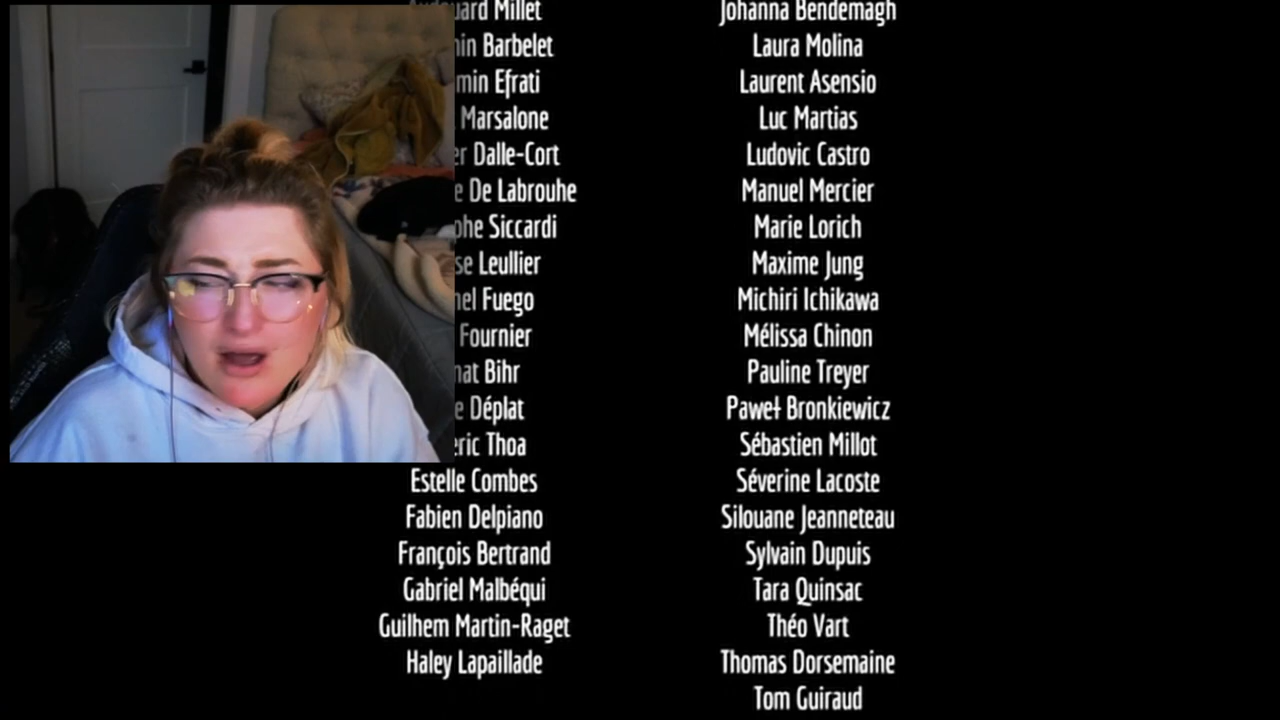 Millet
Barbelet
Efrati
Marsalone
Dalle-Cort
De Labrouhe
Siccardi
Leullier
Fuego
Fournier
Bihr
Déplat
Thoa
Estelle Combes
Fabien Delpiano
François Bertrand
Gabriel Malbéqui
Guilhem Martin-Raget
Haley Lapaillade
Johanna Bendemagh
Laura Molina
Laurent Asensio
Luc Martias
Ludovic Castro
Manuel Mercier
Marie Lorich
Maxime Jung
Michiri Ichikawa
Mélissa Chinon
Pauline Treyer
Paweł Bronkiewicz
Sébastien Millot
Séverine Lacoste
Silouane Jeanneteau
Sylvain Dupuis
Tara Quinsac
Théo Vart
Thomas Dorsemaine
Tom Guiraud